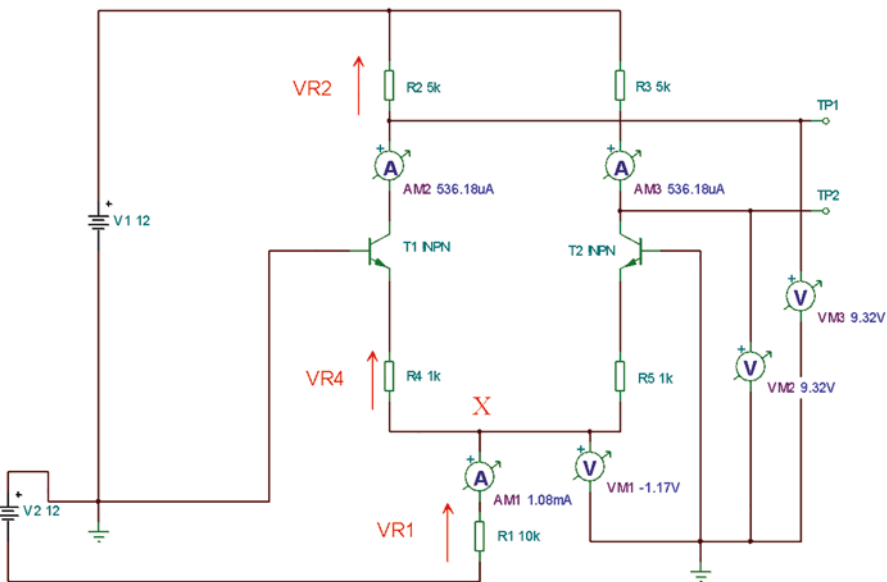 VR2
R2 5k
R3 5k
TP1
+
A
AM2 536.18uA
+
A
AM3 536.18uA
TP2
+
V1 12
T1 !NPN
T2 !NPN
+
V
VM3 9.32V
VR4
R4 1k
R5 1k
+
V
VM2 9.32V
X
+
A
AM1 1.08mA
+
V
VM1 -1.17V
+
V2 12
VR1
R1 10k